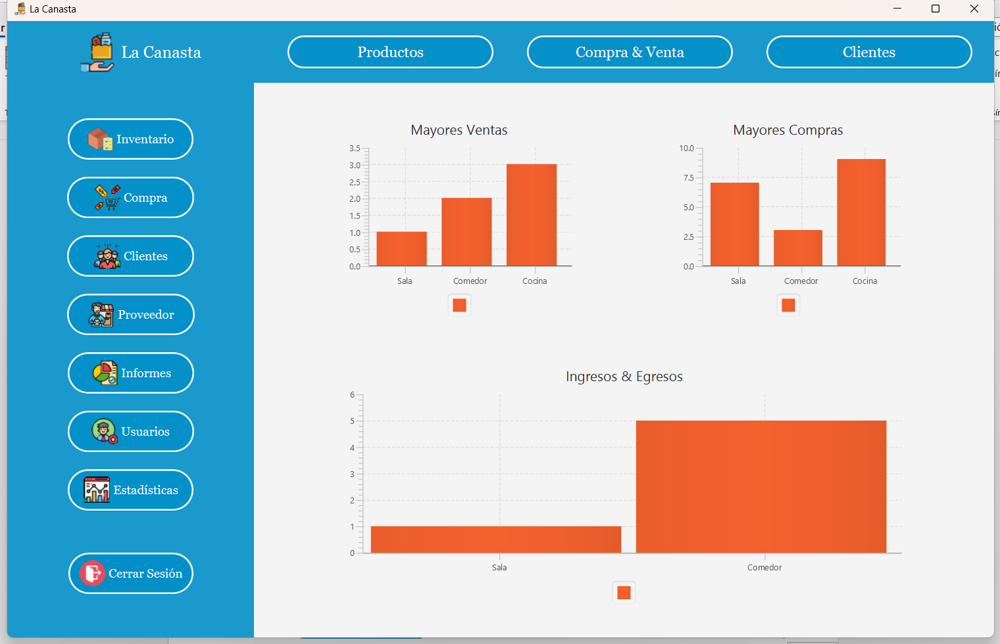 La Canasta
La Canasta
Productos
Compra & Venta
Clientes
Inventario
Compra
Clientes
Proveedor
Informes
Usuarios
Estadísticas
Cerrar Sesión
Mayores Ventas
3.5
3.0
2.5
2.0
1.5
1.0
0.5
0.0
Sala Comedor Cocina
Mayores Compras
10.0
7.5
5.0
2.5
0.0
Sala Comedor Cocina
Ingresos & Egresos
6
5
4
3
2
1
0
Sala Comedor